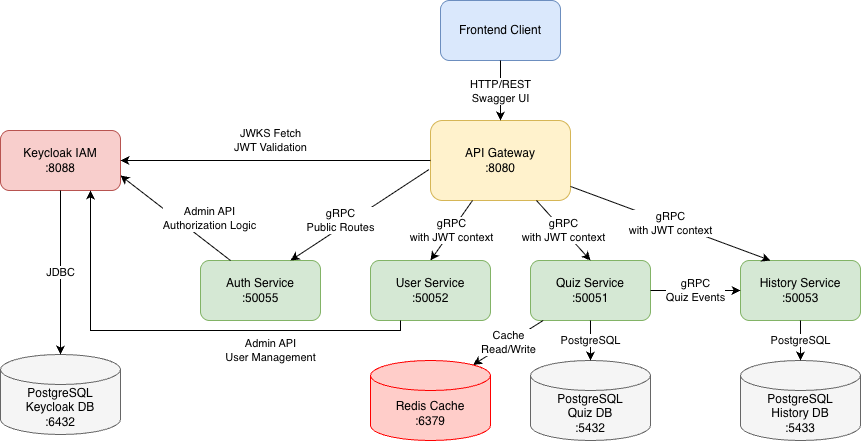 Frontend Client
HTTP/REST
Swagger UI
Keycloak IAM
:8088
JWKS Fetch
JWT Validation
API Gateway
:8080
Admin API
Authorization Logic
gRPC
Public Routes
gRPC
with JWT context
gRPC
with JWT context
gRPC
with JWT context
JDBC
Auth Service
:50055
User Service
:50052
Quiz Service
:50051
gRPC
Quiz Events
History Service
:50053
Admin API
User Management
Cache
Read/Write
PostgreSQL
PostgreSQL
PostgreSQL
Keycloak DB
:6432
Redis Cache
:6379
PostgreSQL
Quiz DB
:5432
PostgreSQL
History DB
:5433